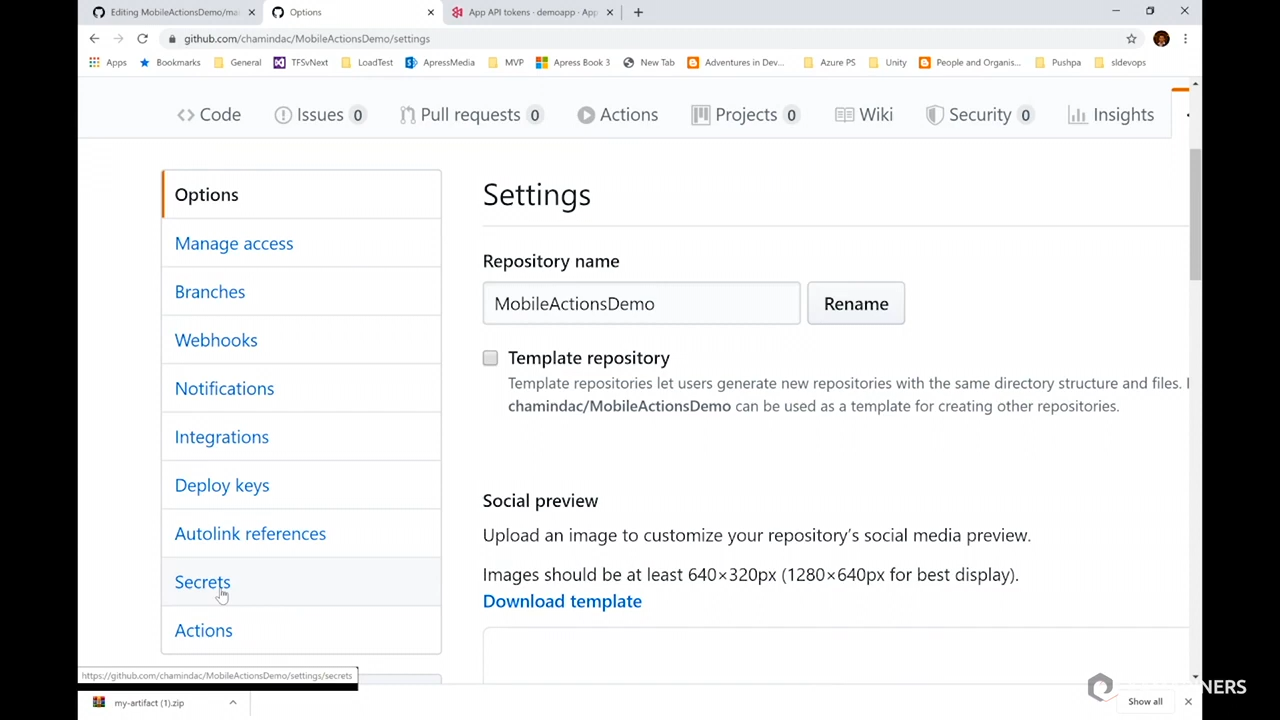 Editing MobileActionsDemo/ma
Options
App API tokens · demoapp · Ap
github.com/chamindac/MobileActionsDemo/settings
Apps Bookmarks General TFSvNext LoadTest ApressMedia MVP Apress Book 3 New Tab Adventures in Dev... Azure PS Unity People and Organis... Pushpa sldevops
Code Issues 0 Pull requests 0 Actions Projects 0 Wiki Security 0 Insights
Options
Manage access
Branches
Webhooks
Notifications
Integrations
Deploy keys
Autolink references
Secrets
Actions
Settings
Repository name
MobileActionsDemo Rename
Template repository
Template repositories let users generate new repositories with the same directory structure and files.
chamindac/MobileActionsDemo can be used as a template for creating other repositories.
Social preview
Upload an image to customize your repository's social media preview.
Images should be at least 640×320px (1280×640px for best display).
Download template
https://github.com/chamindac/MobileActionsDemo/settings/secrets
my-artifact (1).zip
Show all
NERS